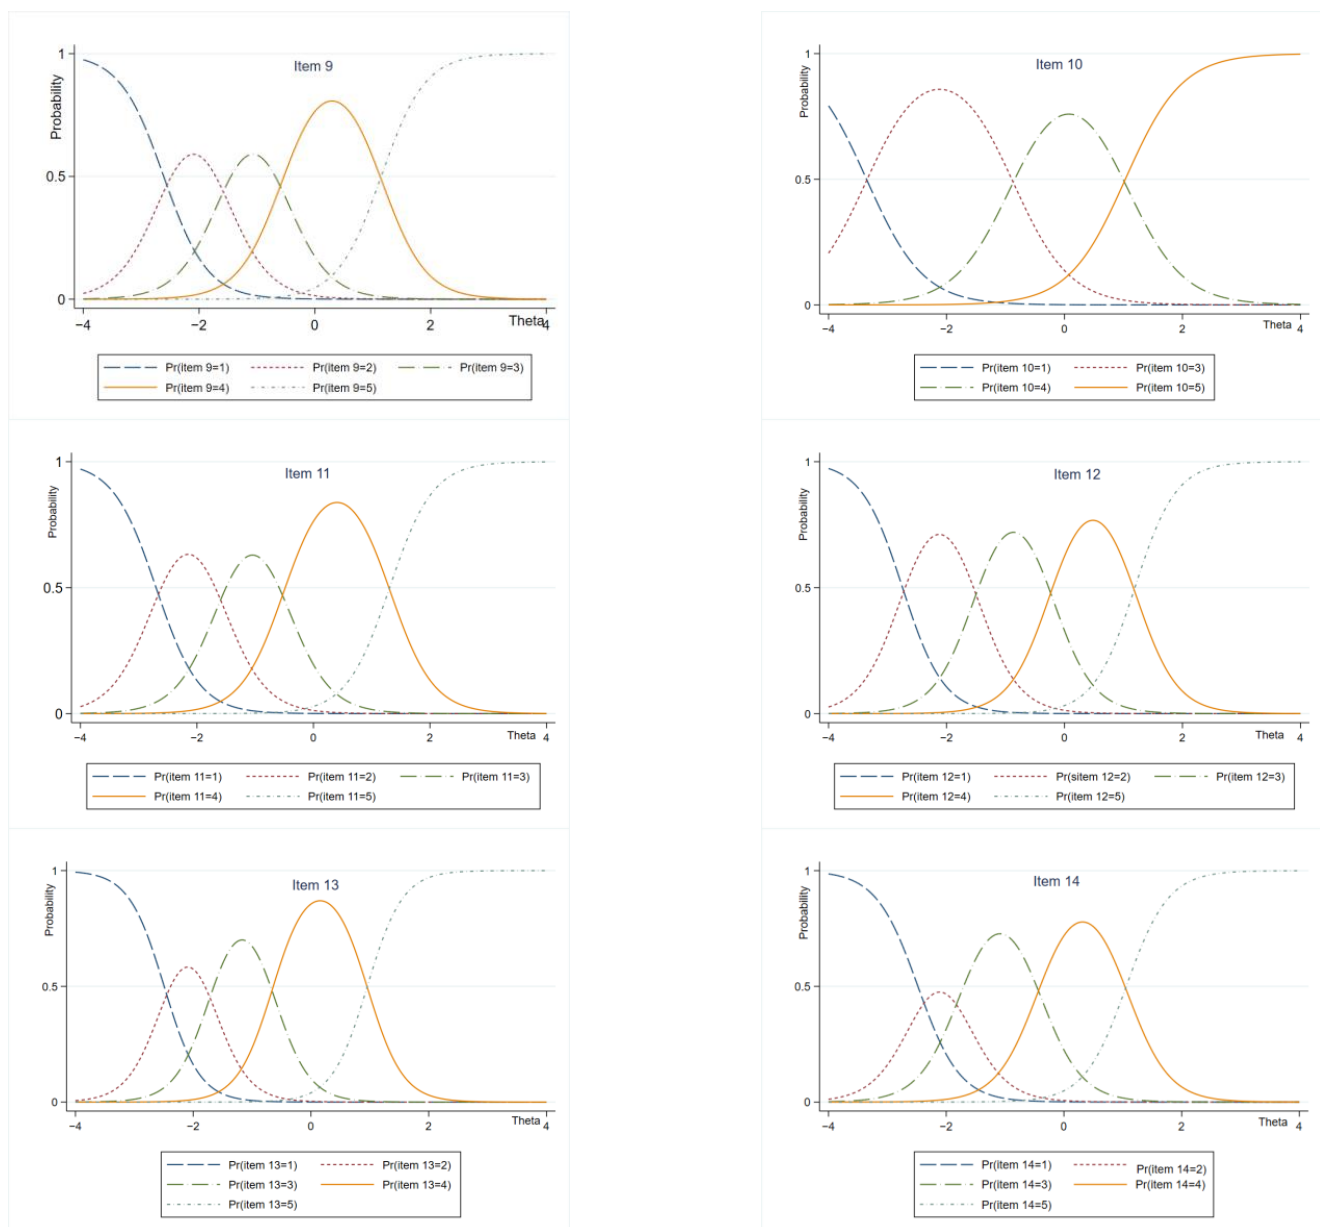 Item 9
1
Probability
0.5
0
−4 −2 0 2 4
Theta
Pr(item 9=1) Pr(item 9=2) Pr(item 9=3)
Pr(item 9=4) Pr(item 9=5)
Item 10
1
Probability
0.5
0
−4 −2 0 2 4
Theta
Pr(item 10=1) Pr(item 10=3)
Pr(item 10=4) Pr(item 10=5)
Item 11
1
Probability
0.5
0
−4 −2 0 2 4
Theta
Pr(item 11=1) Pr(item 11=2) Pr(item 11=3)
Pr(item 11=4) Pr(item 11=5)
Item 12
1
Probability
0.5
0
−4 −2 0 2 4
Theta
Pr(item 12=1) Pr(sitem 12=2) Pr(item 12=3)
Pr(item 12=4) Pr(item 12=5)
Item 13
1
Probability
0.5
0
−4 −2 0 2 4
Theta
Pr(item 13=1) Pr(item 13=2)
Pr(item 13=3) Pr(item 13=4)
Pr(item 13=5)
Item 14
1
Probability
0.5
0
−4 −2 0 2 4
Theta
Pr(item 14=1) Pr(item 14=2)
Pr(item 14=3) Pr(item 14=4)
Pr(item 14=5)